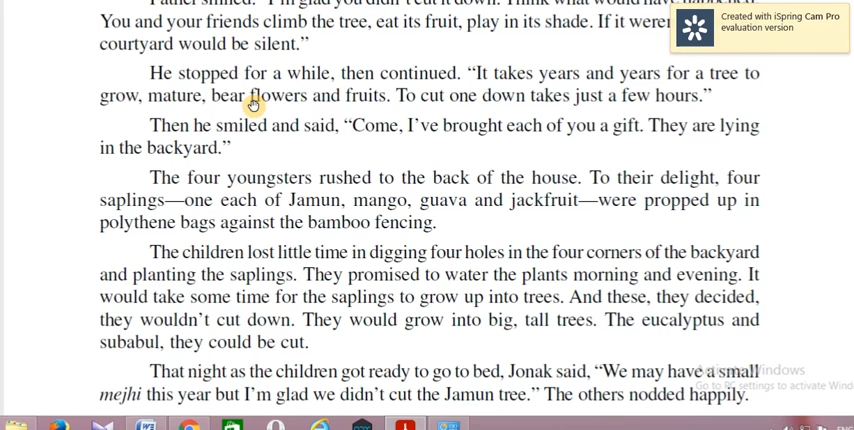 Created with iSpring Cam Pro
evaluation version
You and your friends climb the tree, eat its fruit, play in its shade. If it
courtyard would be silent.”
He stopped for a while, then continued. “It takes years and years for a tree to
grow, mature, bear flowers and fruits. To cut one down takes just a few hours.”
Then he smiled and said, “Come, I’ve brought each of you a gift. They are lying
in the backyard.”
The four youngsters rushed to the back of the house. To their delight, four
saplings—one each of Jamun, mango, guava and jackfruit—were propped up in
polythene bags against the bamboo fencing.
The children lost little time in digging four holes in the four corners of the backyard
and planting the saplings. They promised to water the plants morning and evening. It
would take some time for the saplings to grow up into trees. And these, they decided,
they wouldn’t cut down. They would grow into big, tall trees. The eucalyptus and
subabul, they could be cut.
That night as the children got ready to go to bed, Jonak said, “We may have a small
Activate Windows
mejhi this year but I’m glad we didn’t cut the Jamun tree.” The others nodded happily.
Go to PC settings to activate Wind